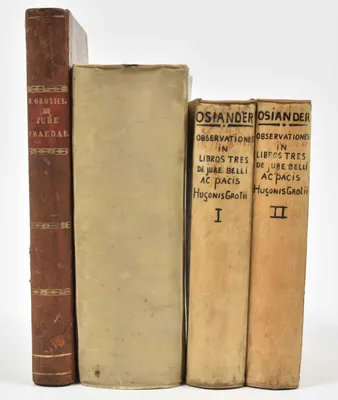 H. GROTIUS.
DE
JURE
PRAEDAE.
OSIANDER
OBSERVATIONES
IN
LIBROS TRES
DE JURE BELLI
AC PACIS
HUGONIS GROTII
I
OSIANDER
OBSERVATIONES
IN
LIBROS TRES
DE JURE BELLI
AC PACIS
HUGONIS GROTII
II